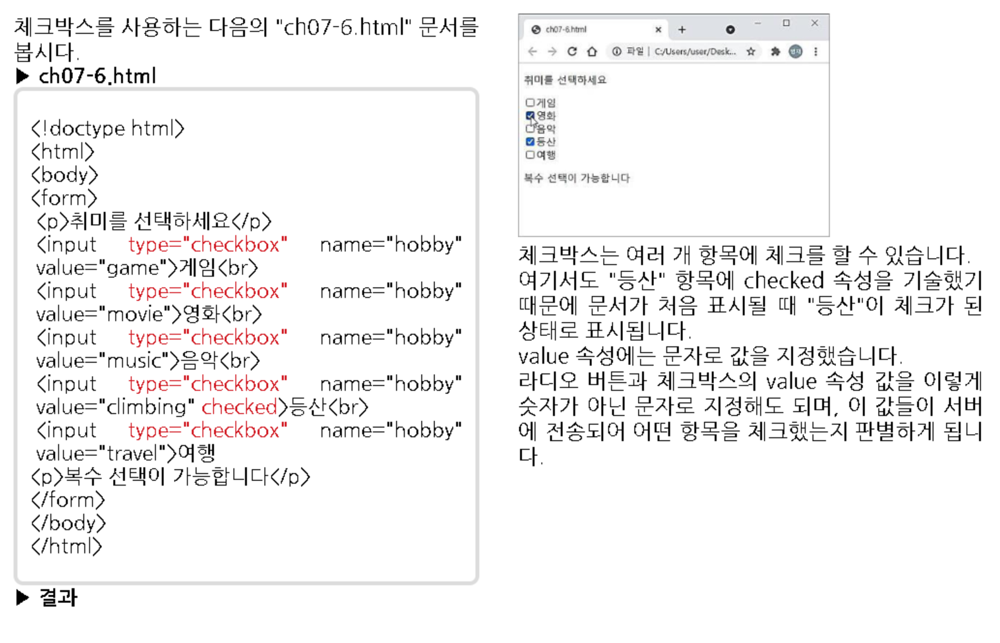 체크박스를 사용하는 다음의 "ch07-6.html" 문서를
봅시다.
▶ ch07-6.html
<!doctype html>
<html>
<body>
<form>
<p>취미를 선택하세요</p>
<input type="checkbox" name="hobby"
value="game">게임<br>
<input type="checkbox" name="hobby"
value="movie">영화<br>
<input type="checkbox" name="hobby"
value="music">음악<br>
<input type="checkbox" name="hobby"
value="climbing" checked>등산<br>
<input type="checkbox" name="hobby"
value="travel">여행
<p>복수 선택이 가능합니다</p>
</form>
</body>
</html>
▶ 결과
ch07-6.html
파일 | C:/Users/user/Desk...
취미를 선택하세요
게임
영화
음악
등산
여행
복수 선택이 가능합니다
체크박스는 여러 개 항목에 체크를 할 수 있습니다.
여기서도 "등산" 항목에 checked 속성을 기술했기
때문에 문서가 처음 표시될 때 "등산"이 체크가 된
상태로 표시됩니다.
value 속성에는 문자로 값을 지정했습니다.
라디오 버튼과 체크박스의 value 속성 값을 이렇게
숫자가 아닌 문자로 지정해도 되며, 이 값들이 서버
에 전송되어 어떤 항목을 체크했는지 판별하게 됩니
다.